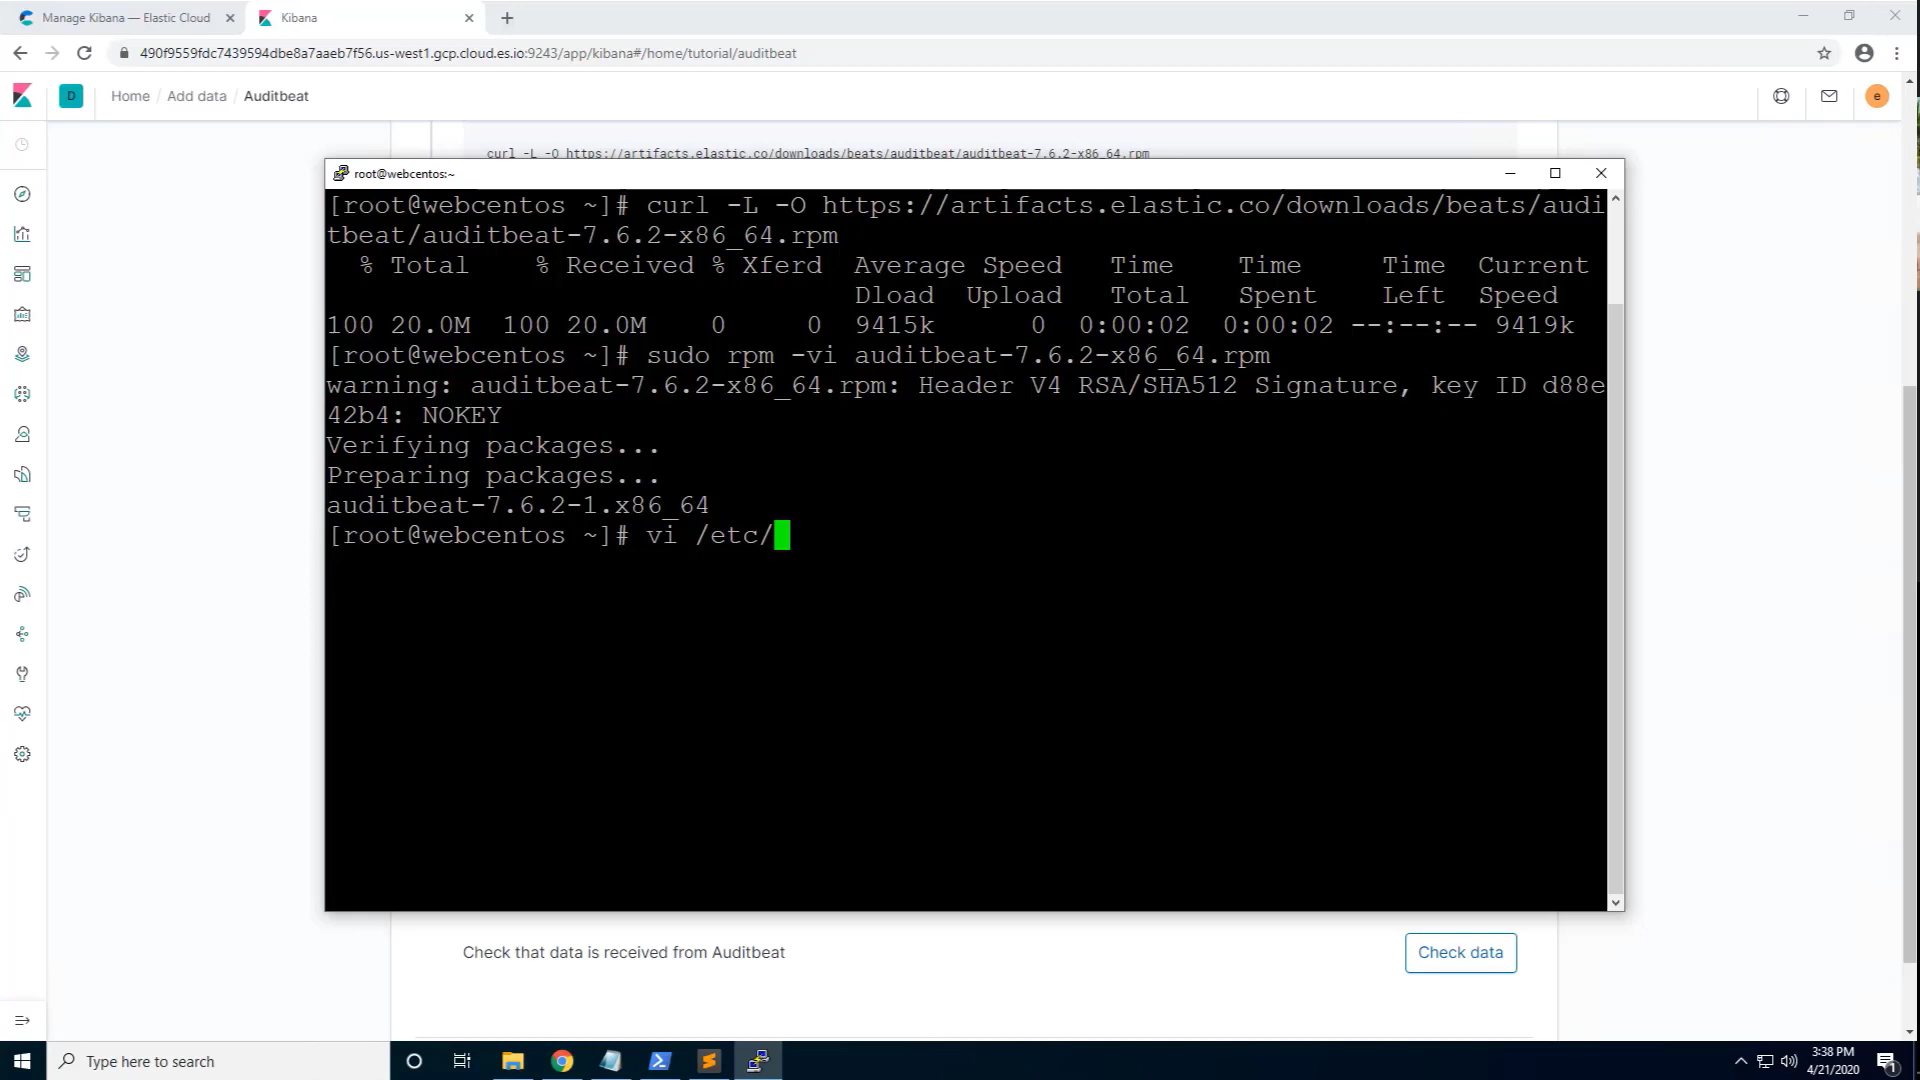 Manage Kibana — Elastic Cloud
Kibana
490f9559fdc7439594dbe8a7aaeb7f56.us-west1.gcp.cloud.es.io:9243/app/kibana#/home/tutorial/auditbeat
D
Home / Add data / Auditbeat
e
curl -L -O https://artifacts.elastic.co/downloads/beats/auditbeat/auditbeat-7.6.2-x86_64.rpm
root@webcentos:~
[root@webcentos ~]# curl -L -O https://artifacts.elastic.co/downloads/beats/audi
tbeat/auditbeat-7.6.2-x86_64.rpm
% Total % Received % Xferd Average Speed Time Time Time Current
Dload Upload Total Spent Left Speed
100 20.0M 100 20.0M 0 0 9415k 0 0:00:02 0:00:02 --:--:-- 9419k
[root@webcentos ~]# sudo rpm -vi auditbeat-7.6.2-x86_64.rpm
warning: auditbeat-7.6.2-x86_64.rpm: Header V4 RSA/SHA512 Signature, key ID d88e
42b4: NOKEY
Verifying packages...
Preparing packages...
auditbeat-7.6.2-1.x86_64
[root@webcentos ~]# vi /etc/
Check that data is received from Auditbeat
Check data
Type here to search
3:38 PM
4/21/2020
1